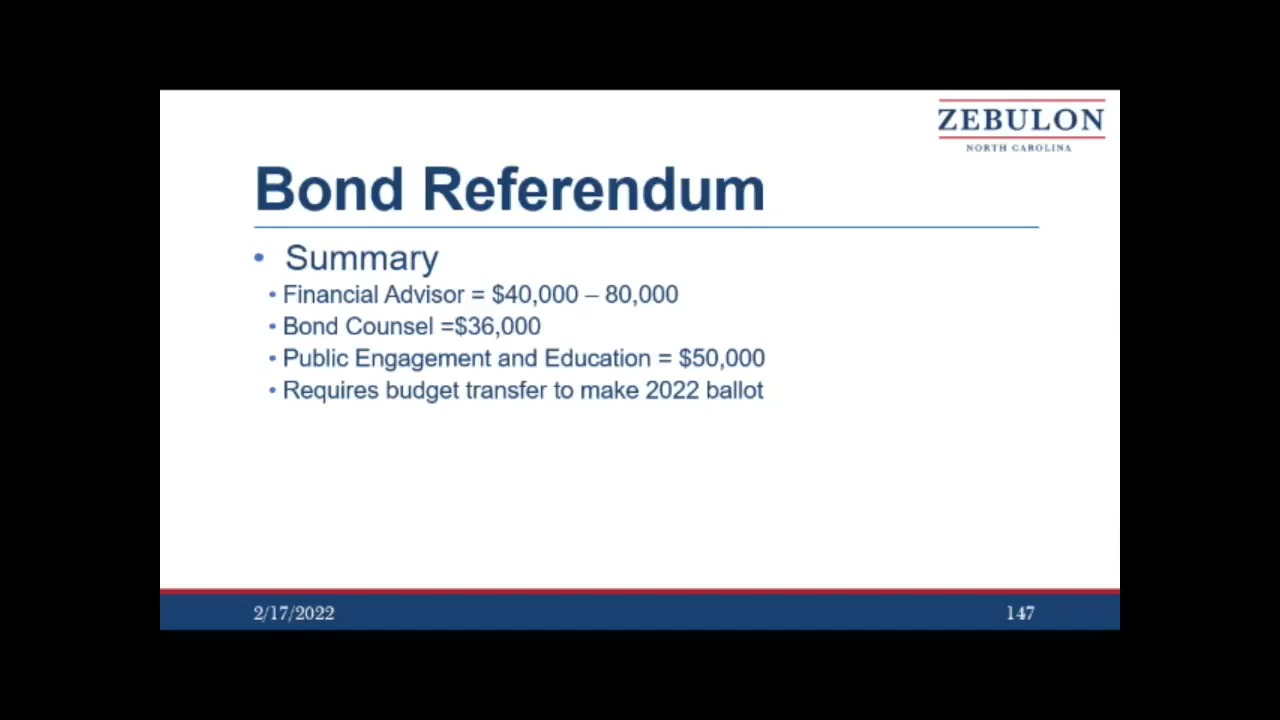 ZEBULON
NORTH CAROLINA
Bond Referendum
• Summary
• Financial Advisor = $40,000 – 80,000
• Bond Counsel =$36,000
• Public Engagement and Education = $50,000
• Requires budget transfer to make 2022 ballot
2/17/2022
147